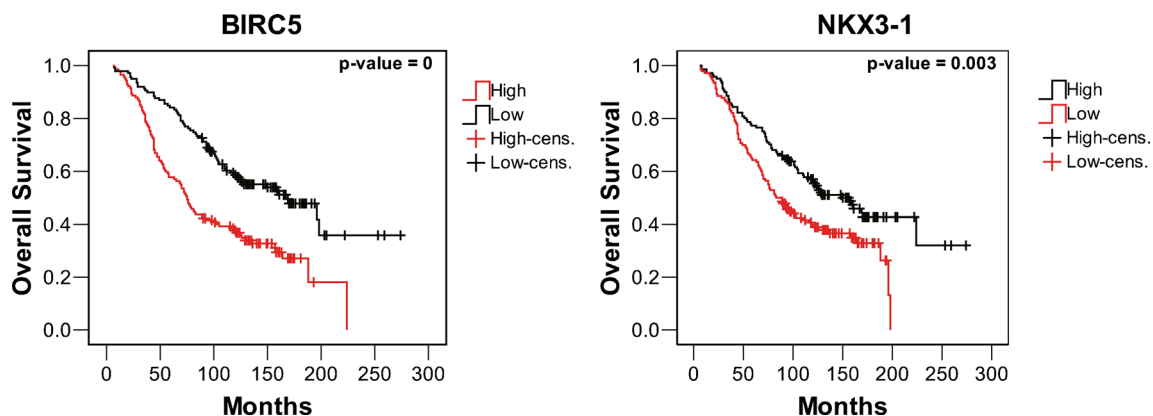 BIRC5
p-value = 0
1.0
0.8
0.6
0.4
0.2
0.0
Overall Survival
0 50 100 150 200 250 300
Months
High
Low
High-cens.
Low-cens.
NKX3-1
p-value = 0.003
1.0
0.8
0.6
0.4
0.2
0.0
Overall Survival
0 50 100 150 200 250 300
Months
High
Low
High-cens.
Low-cens.